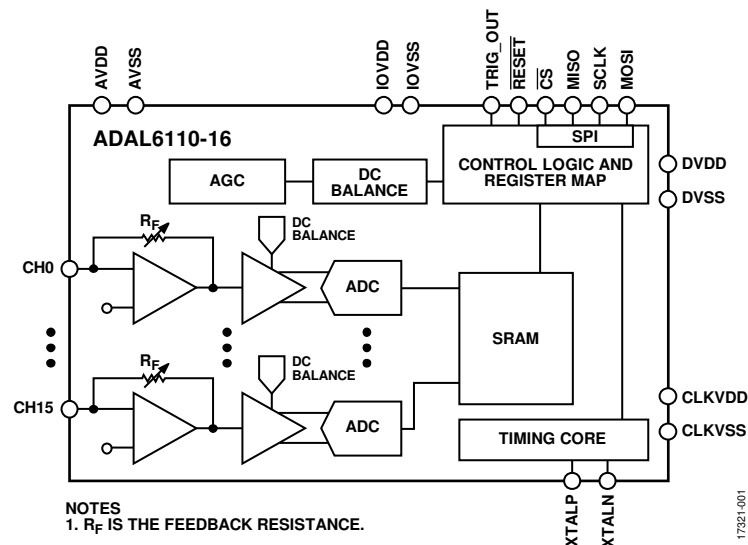 AVDD
AVSS
IOVDD
IOVSS
TRIG_OUT
RESET
CS
MISO
SCLK
MOSI
ADAL6110-16
SPI
CONTROL LOGIC AND
REGISTER MAP
AGC
DC
BALANCE
DVDD
DVSS
RF
DC
BALANCE
CH0
ADC
SRAM
RF
DC
BALANCE
CH15
ADC
CLKVDD
CLKVSS
TIMING CORE
XTALP
XTALN
NOTES
1. RF IS THE FEEDBACK RESISTANCE.
17321-001